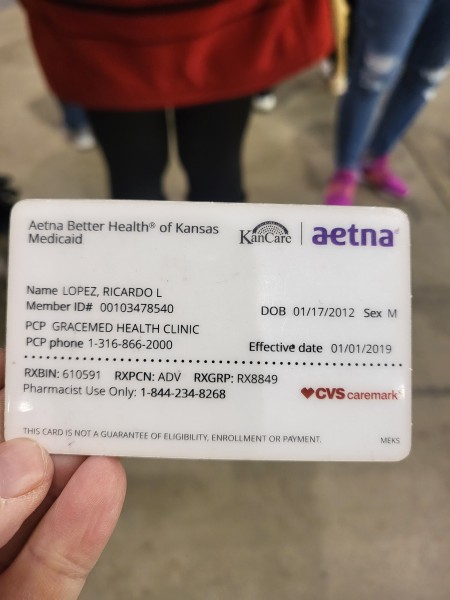 Aetna Better Health® of Kansas
Medicaid
KanCare | aetna®
Name LOPEZ, RICARDO L
Member ID# 00103478540
DOB 01/17/2012 Sex M
PCP GRACEMED HEALTH CLINIC
PCP phone 1-316-866-2000
Effective date 01/01/2019
RXBIN: 610591 RXPCN: ADV RXGRP: RX8849
Pharmacist Use Only: 1-844-234-8268
CVS caremark
THIS CARD IS NOT A GUARANTEE OF ELIGIBILITY, ENROLLMENT OR PAYMENT.
MEKS